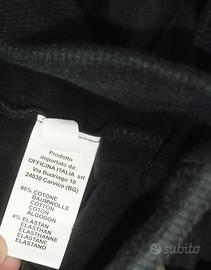 Prodotto
importato da:
OFFICINA ITALIA srl
Via Budriago 10
24030 Carvico (BG)
96% COTONE
BAUMWOLLE
COTTON
COTON
ALGODON
4% ELASTAN
ELASTHANNE
ELASTANE
ELASTANO
subito